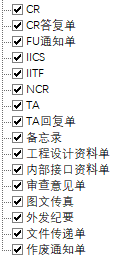 CR
CR答复单
FU通知单
IICS
IITF
NCR
TA
TA回复单
备忘录
工程设计资料单
内部接口资料单
审查意见单
图文传真
外发纪要
文件传递单
作废通知单